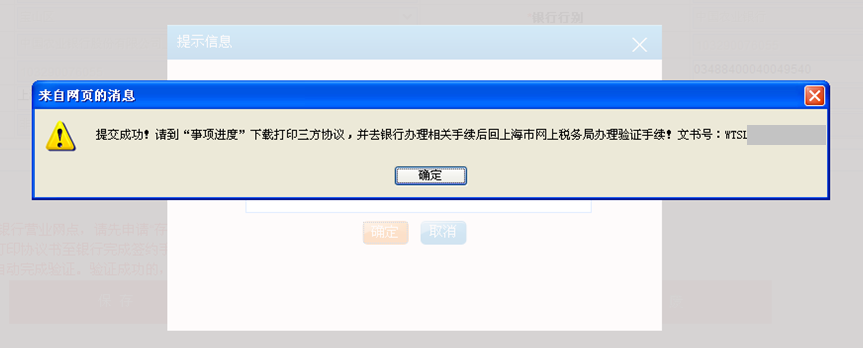 *银行行别
提示信息
来自网页的消息
提交成功！请到“事项进度”下载打印三方协议，并去银行办理相关手续后回上海市网上税务局办理验证手续！文书号：WTSL
确定
确定 取消